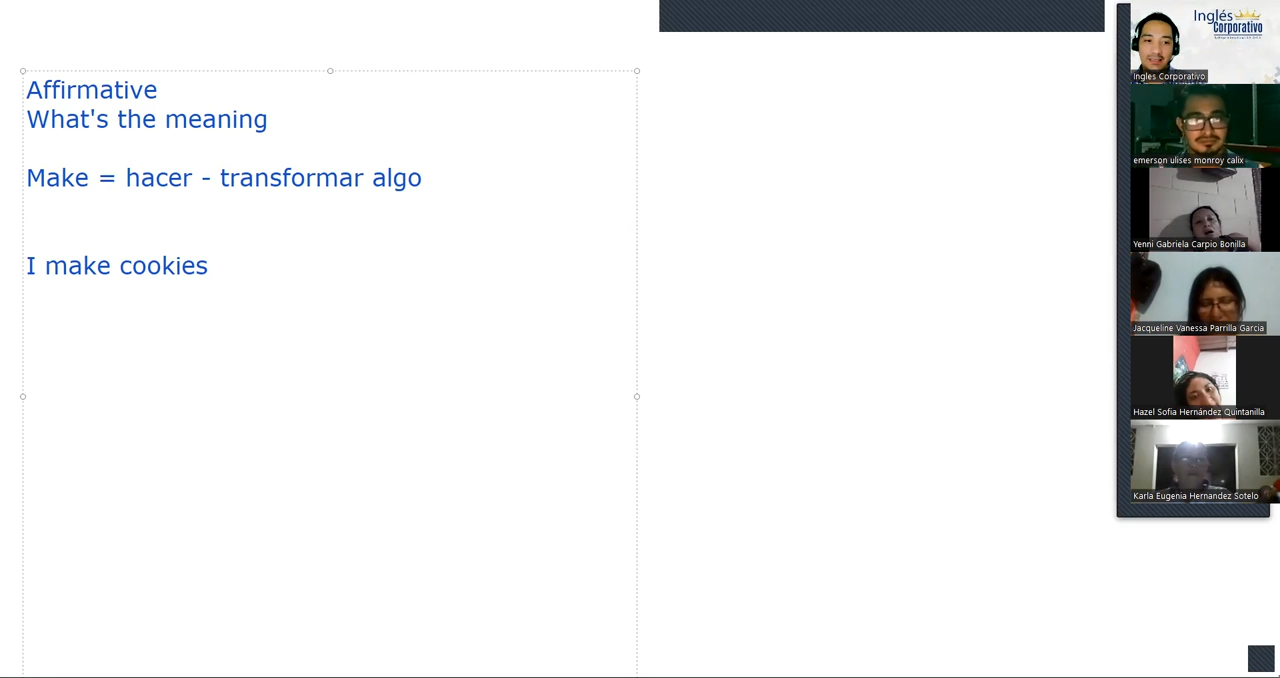 Affirmative
What's the meaning
Make = hacer - transformar algo
I make cookies
Inglés
Corporativo
Ingles Corporativo
emerson ulises monroy calix
Yenni Gabriela Carpio Bonilla
Jacqueline Vanessa Parrilla Garcia
Hazel Sofia Hernández Quintanilla
Karla Eugenia Hernandez Sotelo